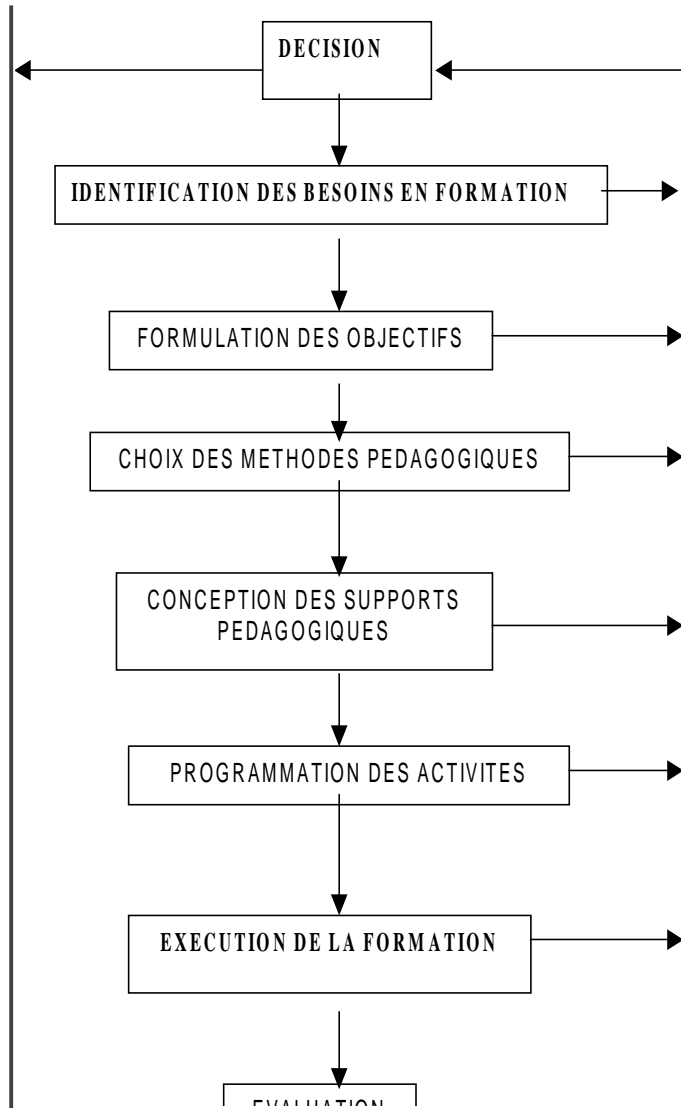 DECISION
IDENTIFICATION DES BESOINS EN FORMATION
FORMULATION DES OBJECTIFS
CHOIX DES METHODES PEDAGOGIQUES
CONCEPTION DES SUPPORTS
PEDAGOGIQUES
PROGRAMMATION DES ACTIVITES
EXECUTION DE LA FORMATION
EVALUATION